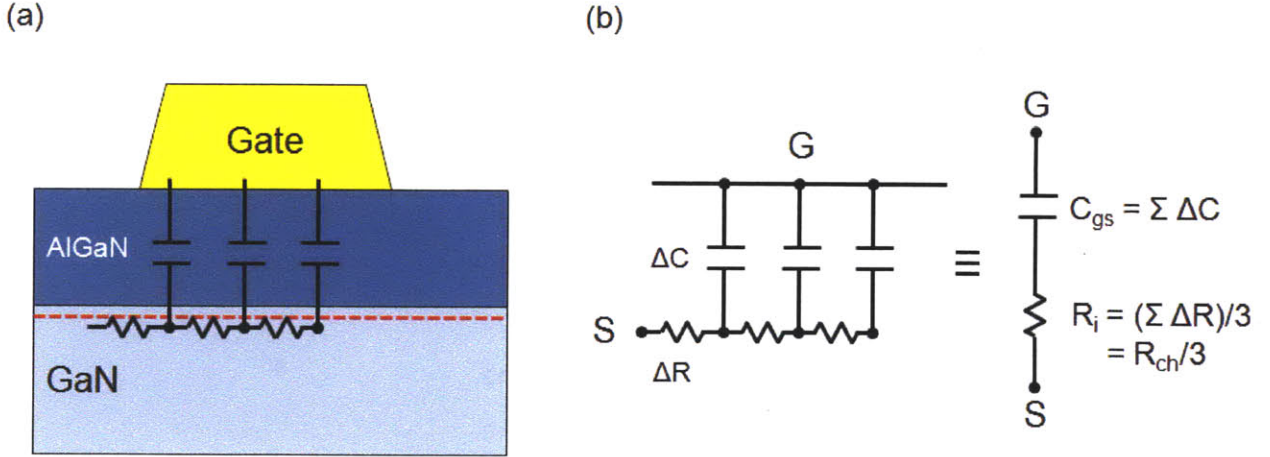 (a)
Gate
AlGaN
GaN
(b)
G
ΔC
S
ΔR
≡
G
C_gs = Σ ΔC
R_i = (Σ ΔR)/3
= R_ch/3
S